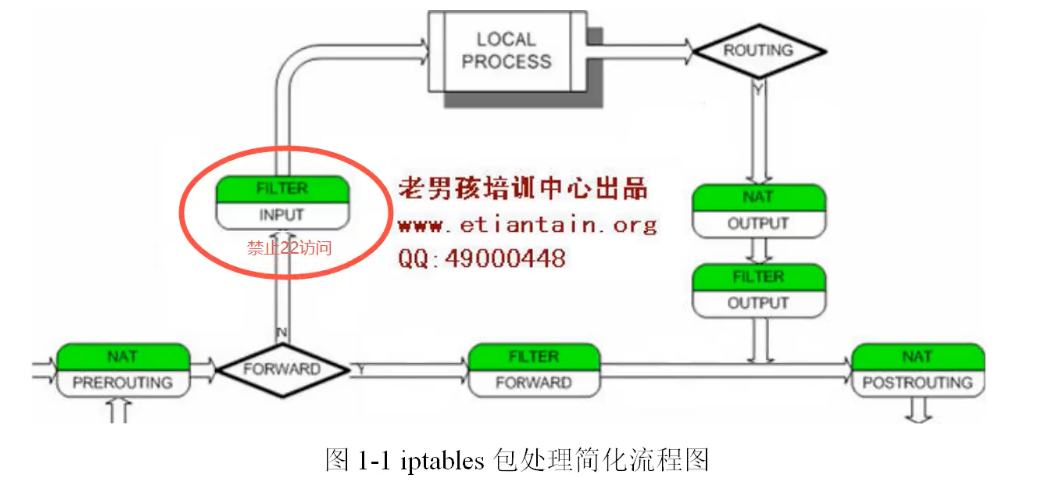 LOCAL
PROCESS
ROUTING
Y
FILTER
INPUT
禁止22访问
老男孩培训中心出品
www.etiantain.org
QQ:49000448
NAT
OUTPUT
FILTER
OUTPUT
N
NAT
PREROUTING
FORWARD
Y
FILTER
FORWARD
NAT
POSTROUTING
图 1-1 iptables 包处理简化流程图